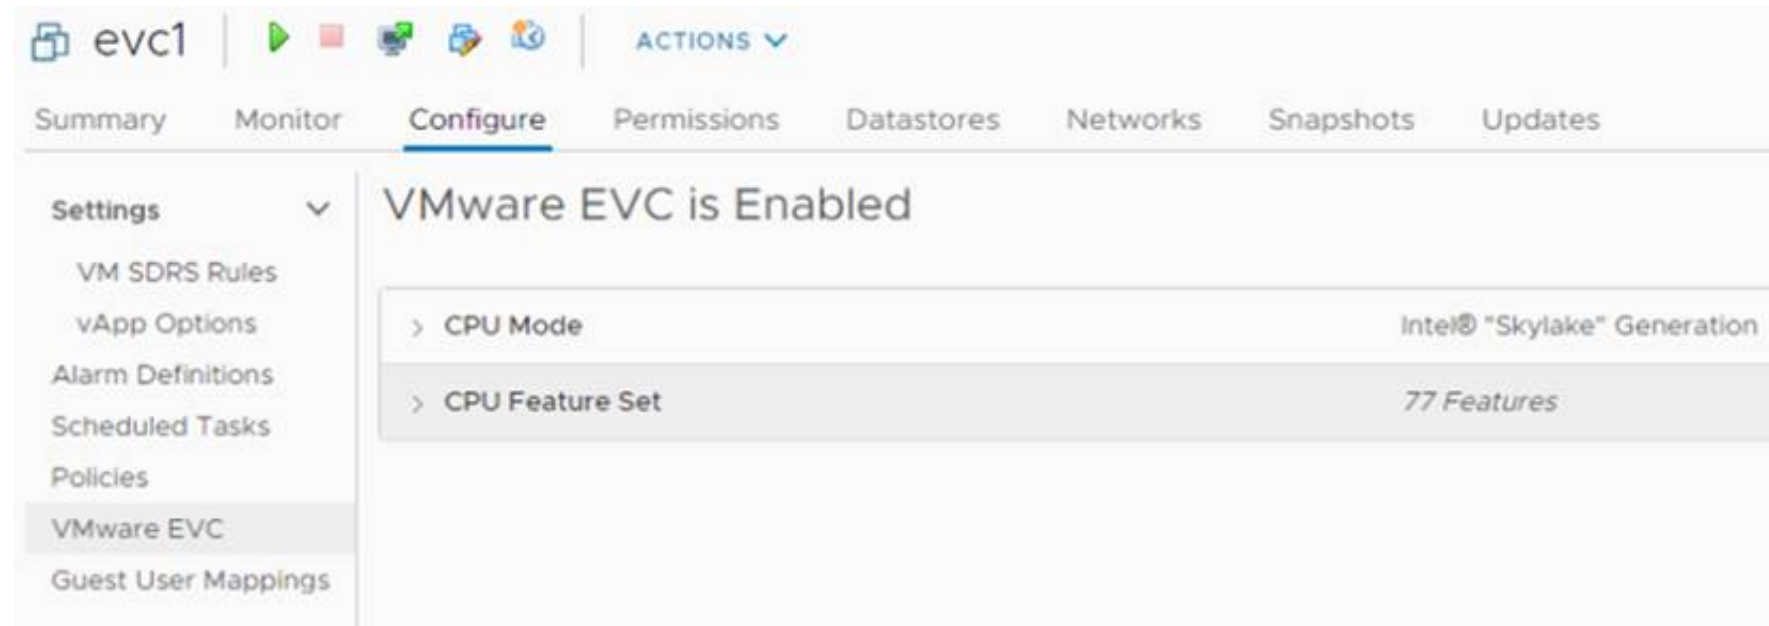 evc1
ACTIONS
Summary Monitor Configure Permissions Datastores Networks Snapshots Updates
Settings
VM SDRS Rules
vApp Options
Alarm Definitions
Scheduled Tasks
Policies
VMware EVC
Guest User Mappings
VMware EVC is Enabled
CPU Mode Intel® "Skylake" Generation
CPU Feature Set 77 Features